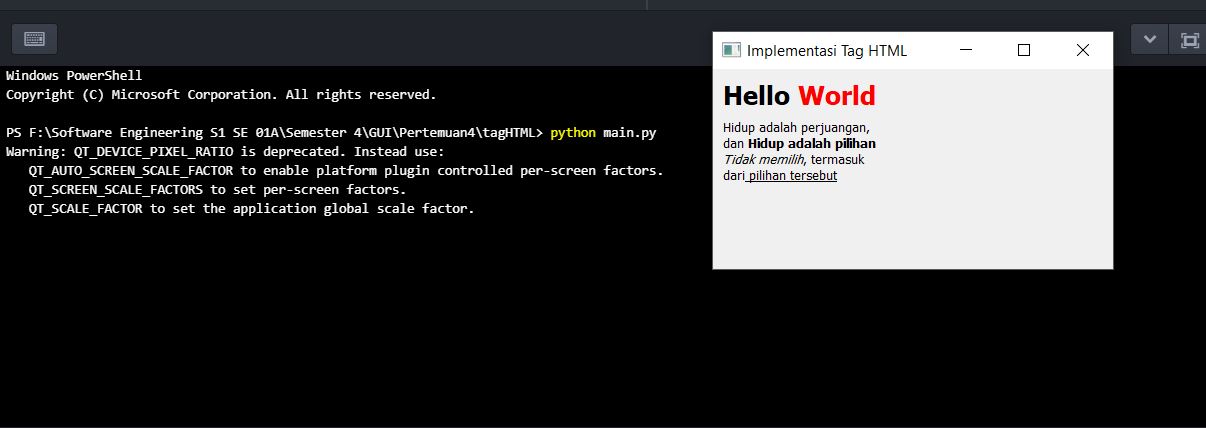 Windows PowerShell
Copyright (C) Microsoft Corporation. All rights reserved.
PS F:\Software Engineering S1 SE 01A\Semester 4\GUI\Pertemuan4\tagHTML> python main.py
Warning: QT_DEVICE_PIXEL_RATIO is deprecated. Instead use:
   QT_AUTO_SCREEN_SCALE_FACTOR to enable platform plugin controlled per-screen factors.
   QT_SCREEN_SCALE_FACTORS to set per-screen factors.
   QT_SCALE_FACTOR to set the application global scale factor.
Implementasi Tag HTML
Hello World
Hidup adalah perjuangan,
dan Hidup adalah pilihan
Tidak memilih, termasuk
dari pilihan tersebut